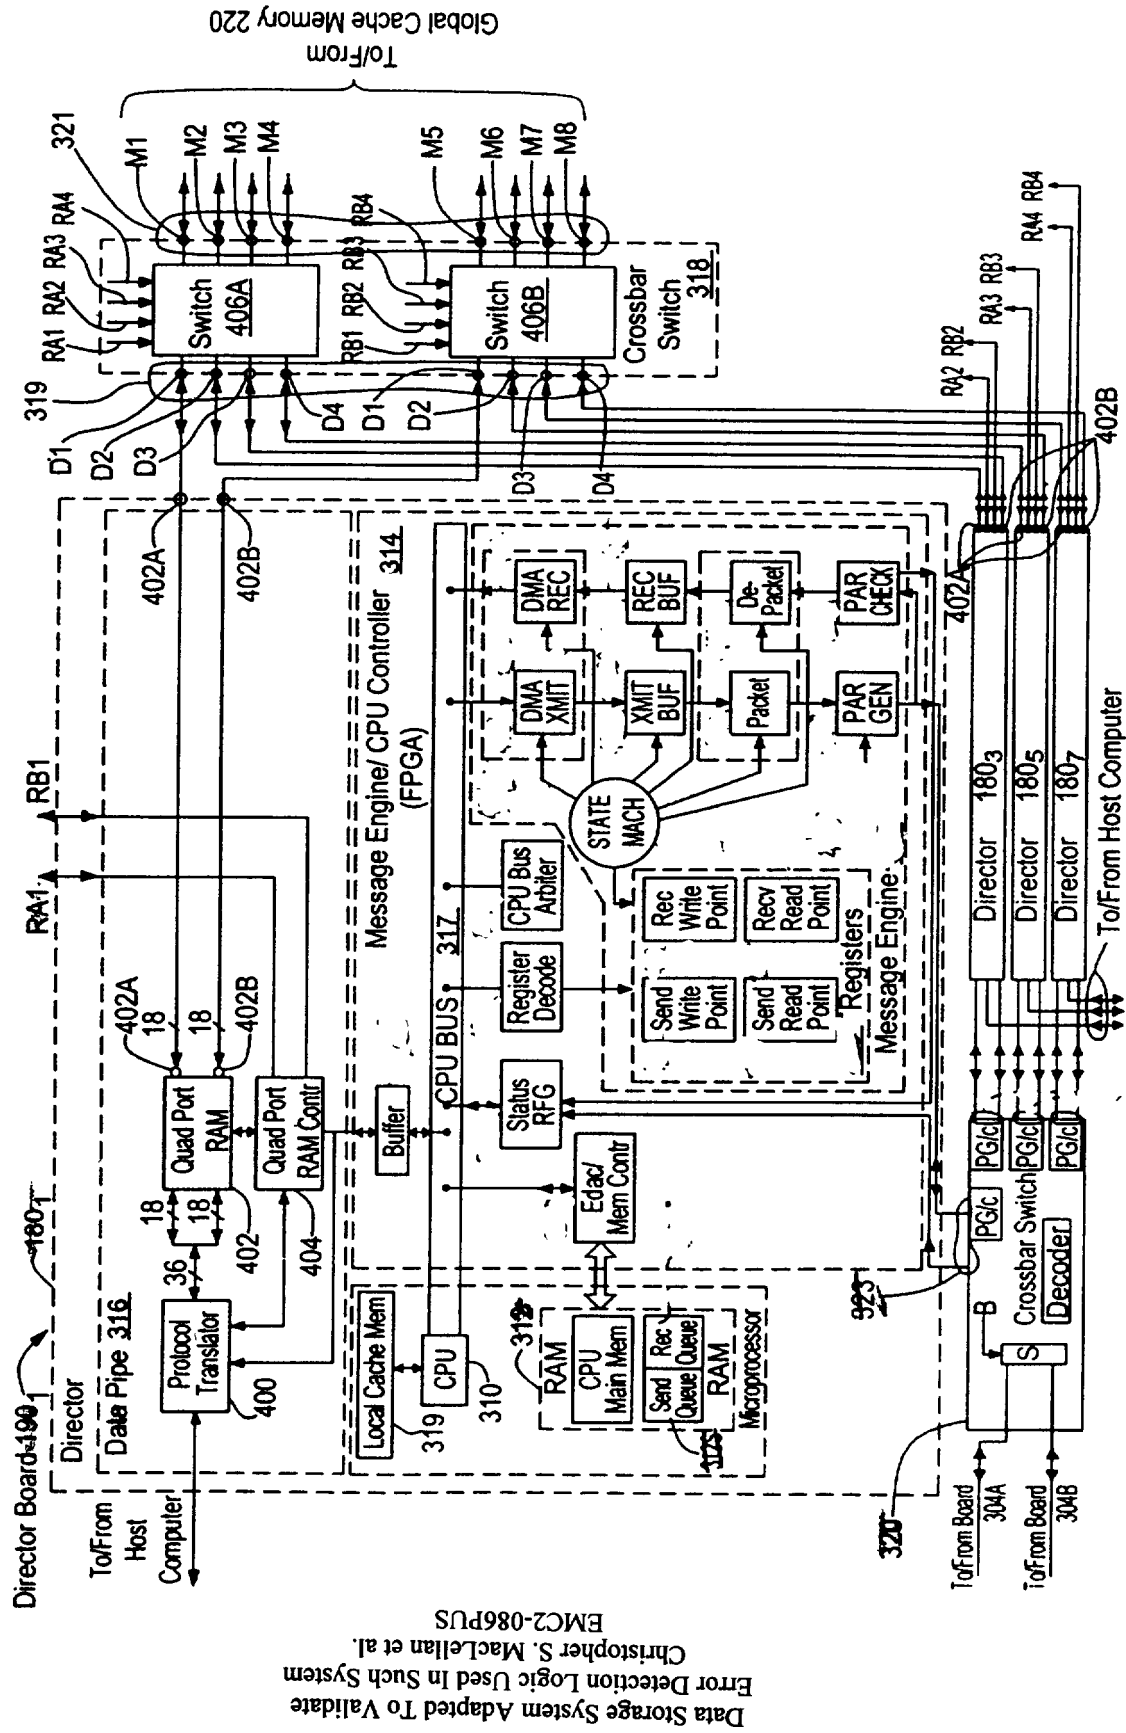 Data Storage System Adapted To Validate
Error Detection Logic Used In Such System
Christopher S. MacLellan et al.
EMC2-086PUS
Director Board 190₁
180₁
Director
Data Pipe 316
To/From
Host
Computer
Protocol
Translator
400
36
18
18
Quad Port
RAM
402
18
18
402A
402B
Quad Port
RAM Contr
404
RA1
RB1
402A
402B
Message Engine/ CPU Controller
(FPGA)
314
Buffer
CPU BUS
317
Local Cache Mem
319
CPU
310
RAM
CPU
Main Mem
Send
Queue
Rec
Queue
RAM
Microprocessor
Edac/
Mem Contr
Status
RFG
Register
Decode
CPU Bus
Arbiter
STATE
MACH
Send
Write
Point
Rec
Write
Point
Send
Read
Point
Recv
Read
Point
Registers
Message Engine
DMA
XMIT
DMA
REC
XMIT
BUF
REC
BUF
Packet
De-
Packet
PAR
GEN
PAR
CHECK
319
D1
D2
D3
D4
D1
D2
D3
D4
RA1
RA2
RA3
RA4
Switch
406A
RB1
RB2
RB3
RB4
Switch
406B
Crossbar
Switch
318
321
M1
M2
M3
M4
M5
M6
M7
M8
To/From
Global Cache Memory 220
320
323
To/From Board
304A
To/From Board
304B
S
B
Crossbar Switch
Decoder
PG/c
PG/c
PG/c
PG/c
Director 180₃
Director 180₅
Director 180₇
To/From Host Computer
402A
402B
RA2
RB2
RA3
RB3
RA4
RB4